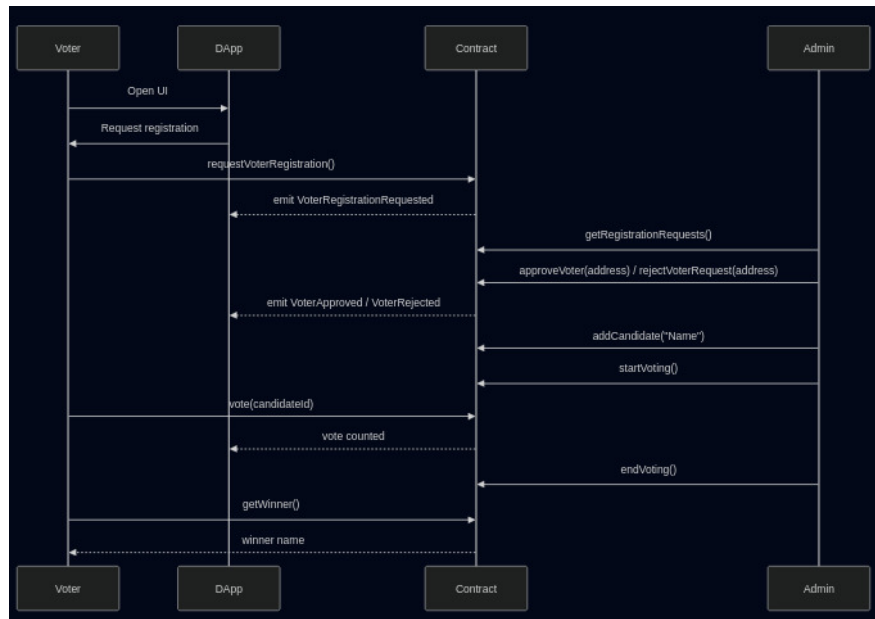 Voter
DApp
Contract
Admin
Open UI
Request registration
requestVoterRegistration()
emit VoterRegistrationRequested
getRegistrationRequests()
approveVoter(address) / rejectVoterRequest(address)
emit VoterApproved / VoterRejected
addCandidate("Name")
startVoting()
vote(candidateId)
vote counted
endVoting()
getWinner()
winner name
Voter
DApp
Contract
Admin